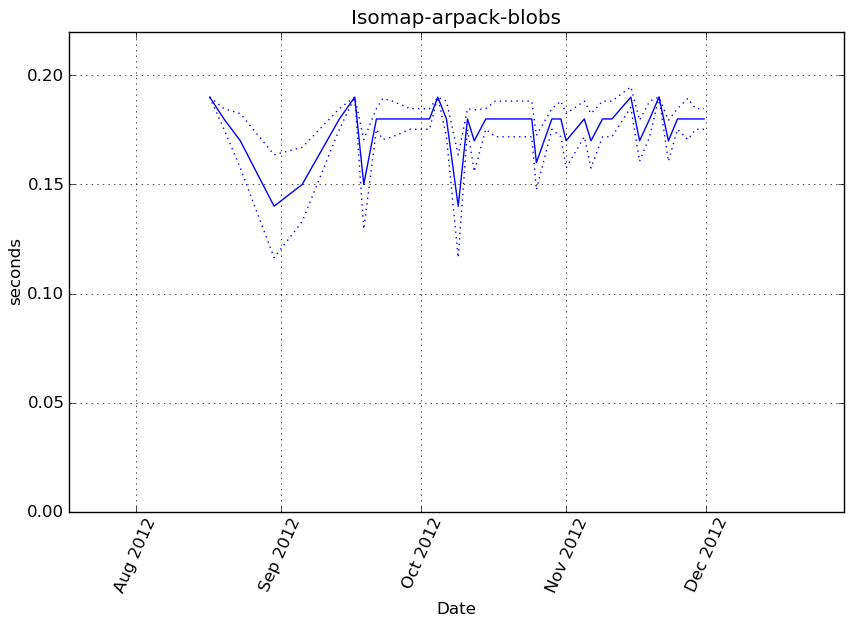 Isomap-arpack-blobs
0.20
0.15
0.10
0.05
0.00
seconds
Aug 2012
Sep 2012
Oct 2012
Nov 2012
Dec 2012
Date